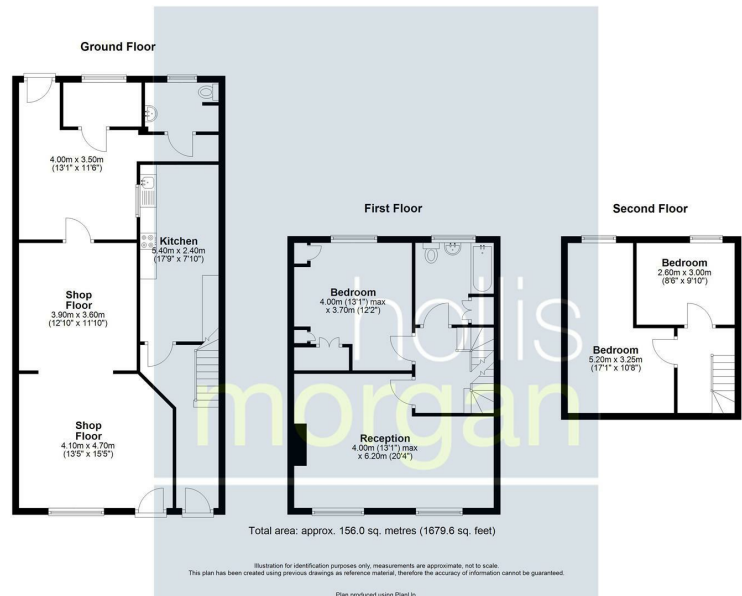 Ground Floor
4.00m x 3.50m
(13'1" x 11'6")
Kitchen
5.40m x 2.40m
(17'9" x 7'10")
Shop
Floor
3.90m x 3.60m
(12'10" x 11'10")
Shop
Floor
4.10m x 4.70m
(13'5" x 15'5")
First Floor
Bedroom
4.00m (13'1") max
x 3.70m (12'2")
Reception
4.00m (13'1") max
x 6.20m (20'4")
Second Floor
Bedroom
2.60m x 3.00m
(8'6" x 9'10")
Bedroom
5.20m x 3.25m
(17'1" x 10'8")
hollis
morgan
Total area: approx. 156.0 sq. metres (1679.6 sq. feet)
Illustration for identification purposes only, measurements are approximate, not to scale.
This plan has been created using previous drawings as reference material, therefore the accuracy of information cannot be guaranteed.
Plan produced using PlanUp.